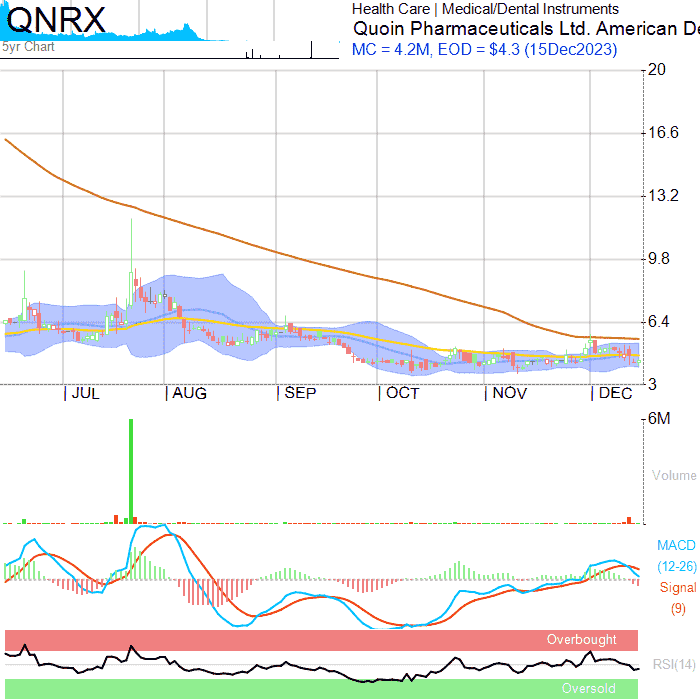 QNRX
Health Care | Medical/Dental Instruments
Quoin Pharmaceuticals Ltd. American De
5yr Chart
MC = 4.2M, EOD = $4.3 (15Dec2023)
20
16.6
13.2
9.8
6.4
3
JUL AUG SEP OCT NOV DEC
6M
Volume
MACD
(12-26)
Signal
(9)
Overbought
RSI(14)
Oversold